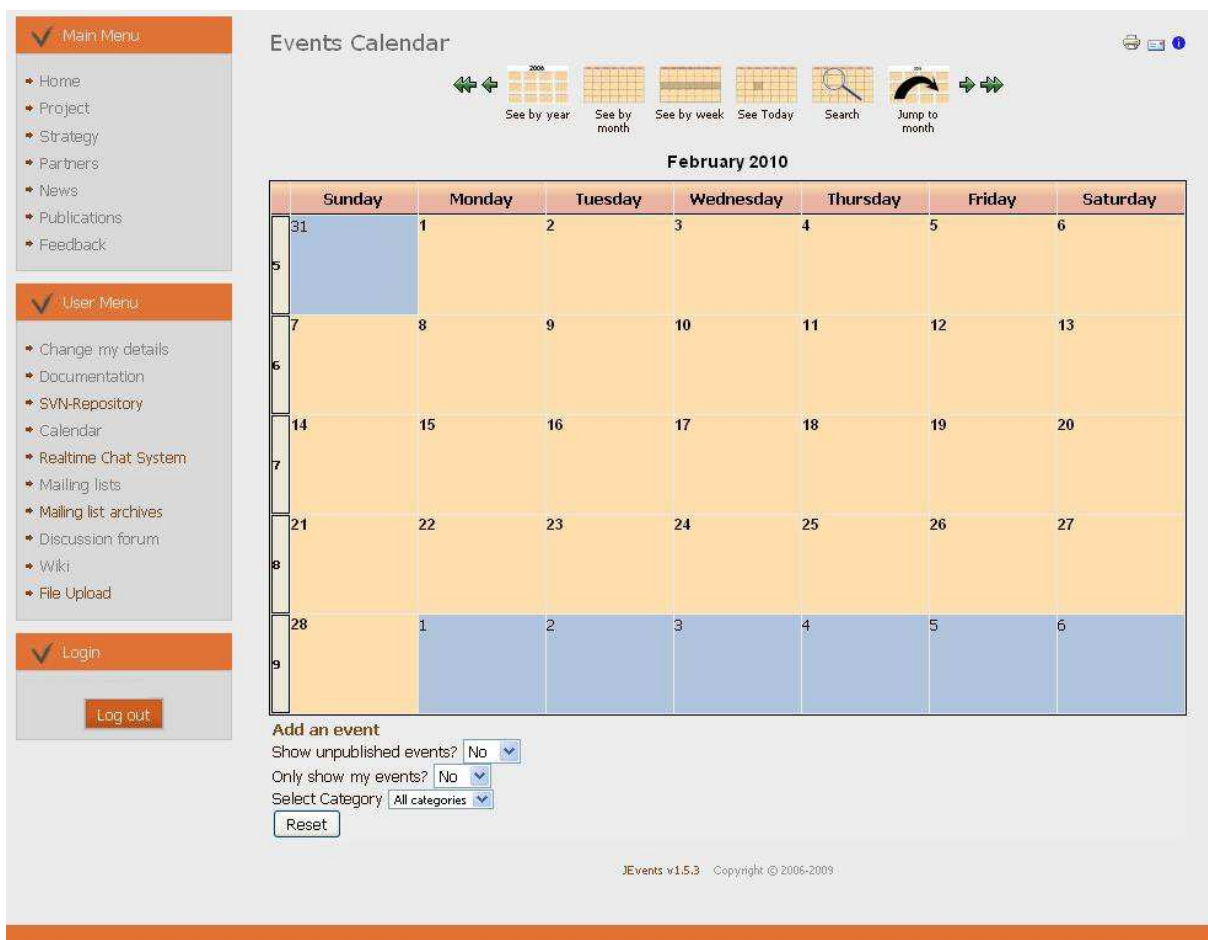 Main Menu
Home
Project
Strategy
Partners
News
Publications
Feedback
User Menu
Change my details
Documentation
SVN-Repository
Calendar
Realtime Chat System
Mailing lists
Mailing list archives
Discussion forum
Wiki
File Upload
Login
Log out
Events Calendar
2006
See by year
See by month
See by week
See Today
Search
Jump to month
February 2010
Sunday Monday Tuesday Wednesday Thursday Friday Saturday
5 31 1 2 3 4 5 6
6 7 8 9 10 11 12 13
7 14 15 16 17 18 19 20
8 21 22 23 24 25 26 27
9 28 1 2 3 4 5 6
Add an event
Show unpublished events? No
Only show my events? No
Select Category All categories
Reset
JEvents v1.5.3 Copyright © 2006-2009